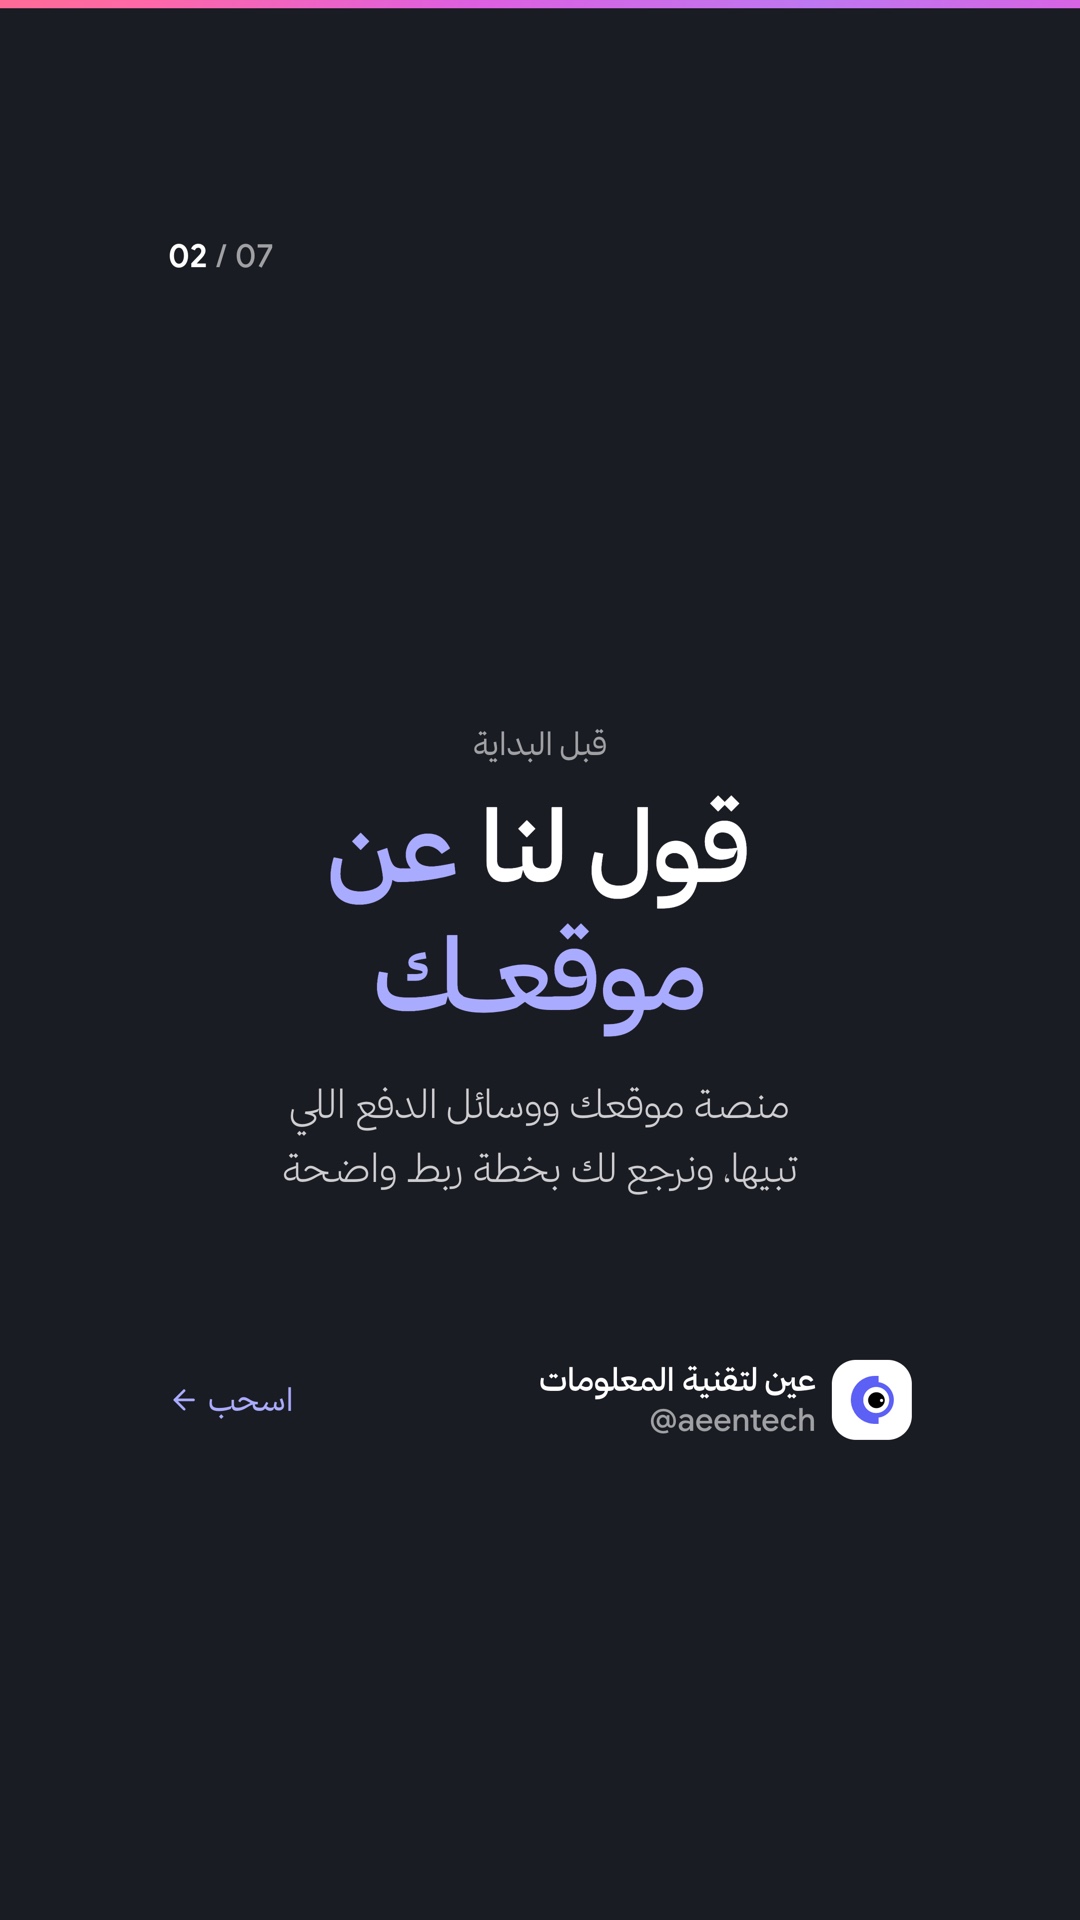 02 / 07
قبل البداية
قول لنا عن
موقعـك
منصة موقعك ووسائل الدفع اللي
تبيها، ونرجع لك بخطة ربط واضحة
عين لتقنية المعلومات
@aeentech
اسحب ←